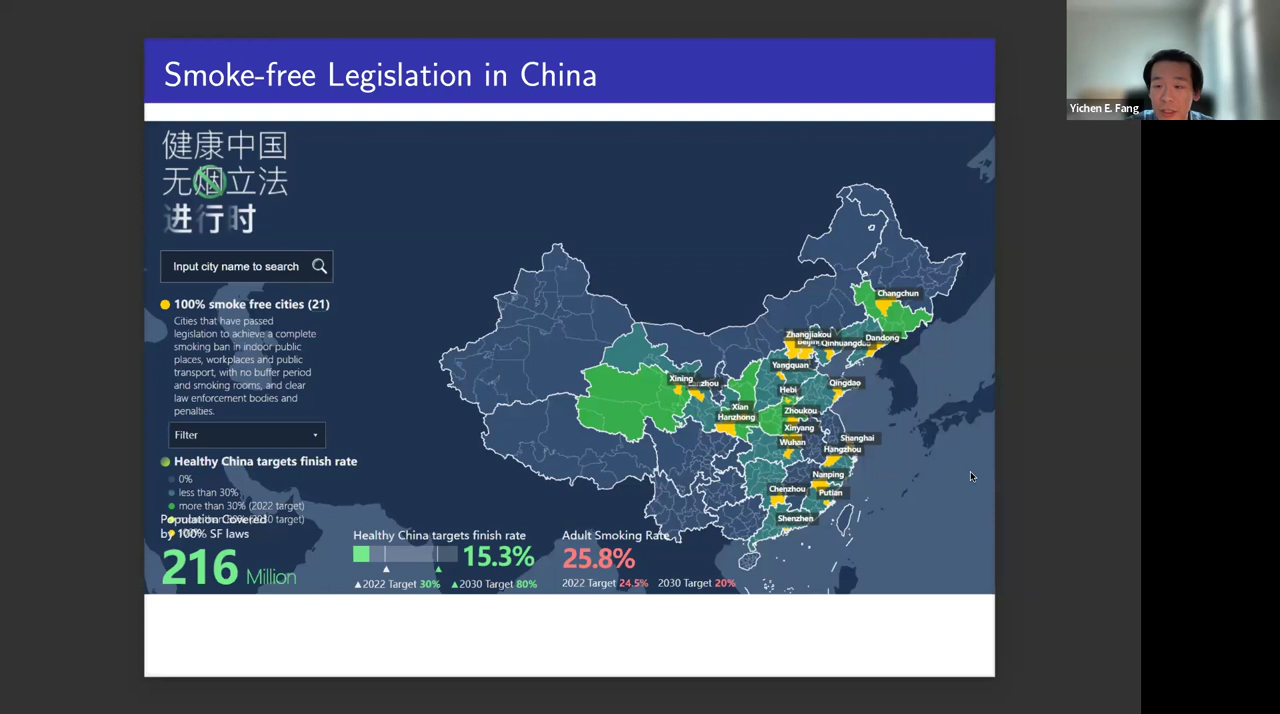 Smoke-free Legislation in China
Yichen E. Fang
健康中国
无烟立法
进行时
Input city name to search
100% smoke free cities (21)
Cities that have passed
legislation to achieve a complete
smoking ban in indoor public
places, workplaces and public
transport, with no buffer period
and smoking rooms, and clear
law enforcement bodies and
penalties.
Filter
Healthy China targets finish rate
0%
less than 30%
more than 30% (2022 target)
Population Covered
by 100% SF laws
216 Million
Healthy China targets finish rate
15.3%
2022 Target 30%
2030 Target 80%
Adult Smoking Rate
25.8%
2022 Target 24.5%
2030 Target 20%
Changchun
Zhangjiakou
Qinhuangdao
Dandong
Yangquan
Xining
Qingdao
Hebi
Xian
Hanzhong
Zhoukou
Xinyang
Wuhan
Shanghai
Hangzhou
Nanping
Chenzhou
Putian
Shenzhen